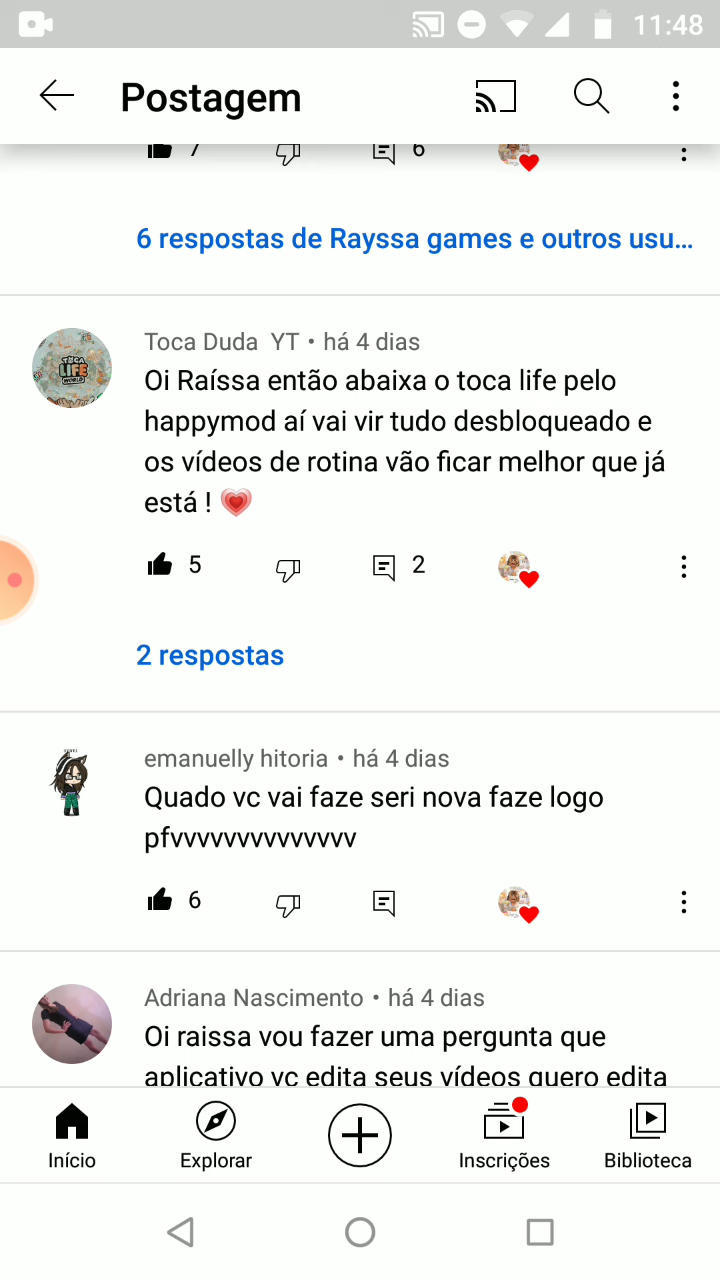 11:48
Postagem
7 6
6 respostas de Rayssa games e outros usu...
Toca Duda YT • há 4 dias
Oi Raíssa então abaixa o toca life pelo
happymod aí vai vir tudo desbloqueado e
os vídeos de rotina vão ficar melhor que já
está ! 💗
TOCA
LIFE
WORLD
5 2
2 respostas
emanuelly hitoria • há 4 dias
Quado vc vai faze seri nova faze logo
pfvvvvvvvvvvvvvv
6
Adriana Nascimento • há 4 dias
Oi raissa vou fazer uma pergunta que
aplicativo vc edita seus vídeos quero edita
Início Explorar Inscrições Biblioteca